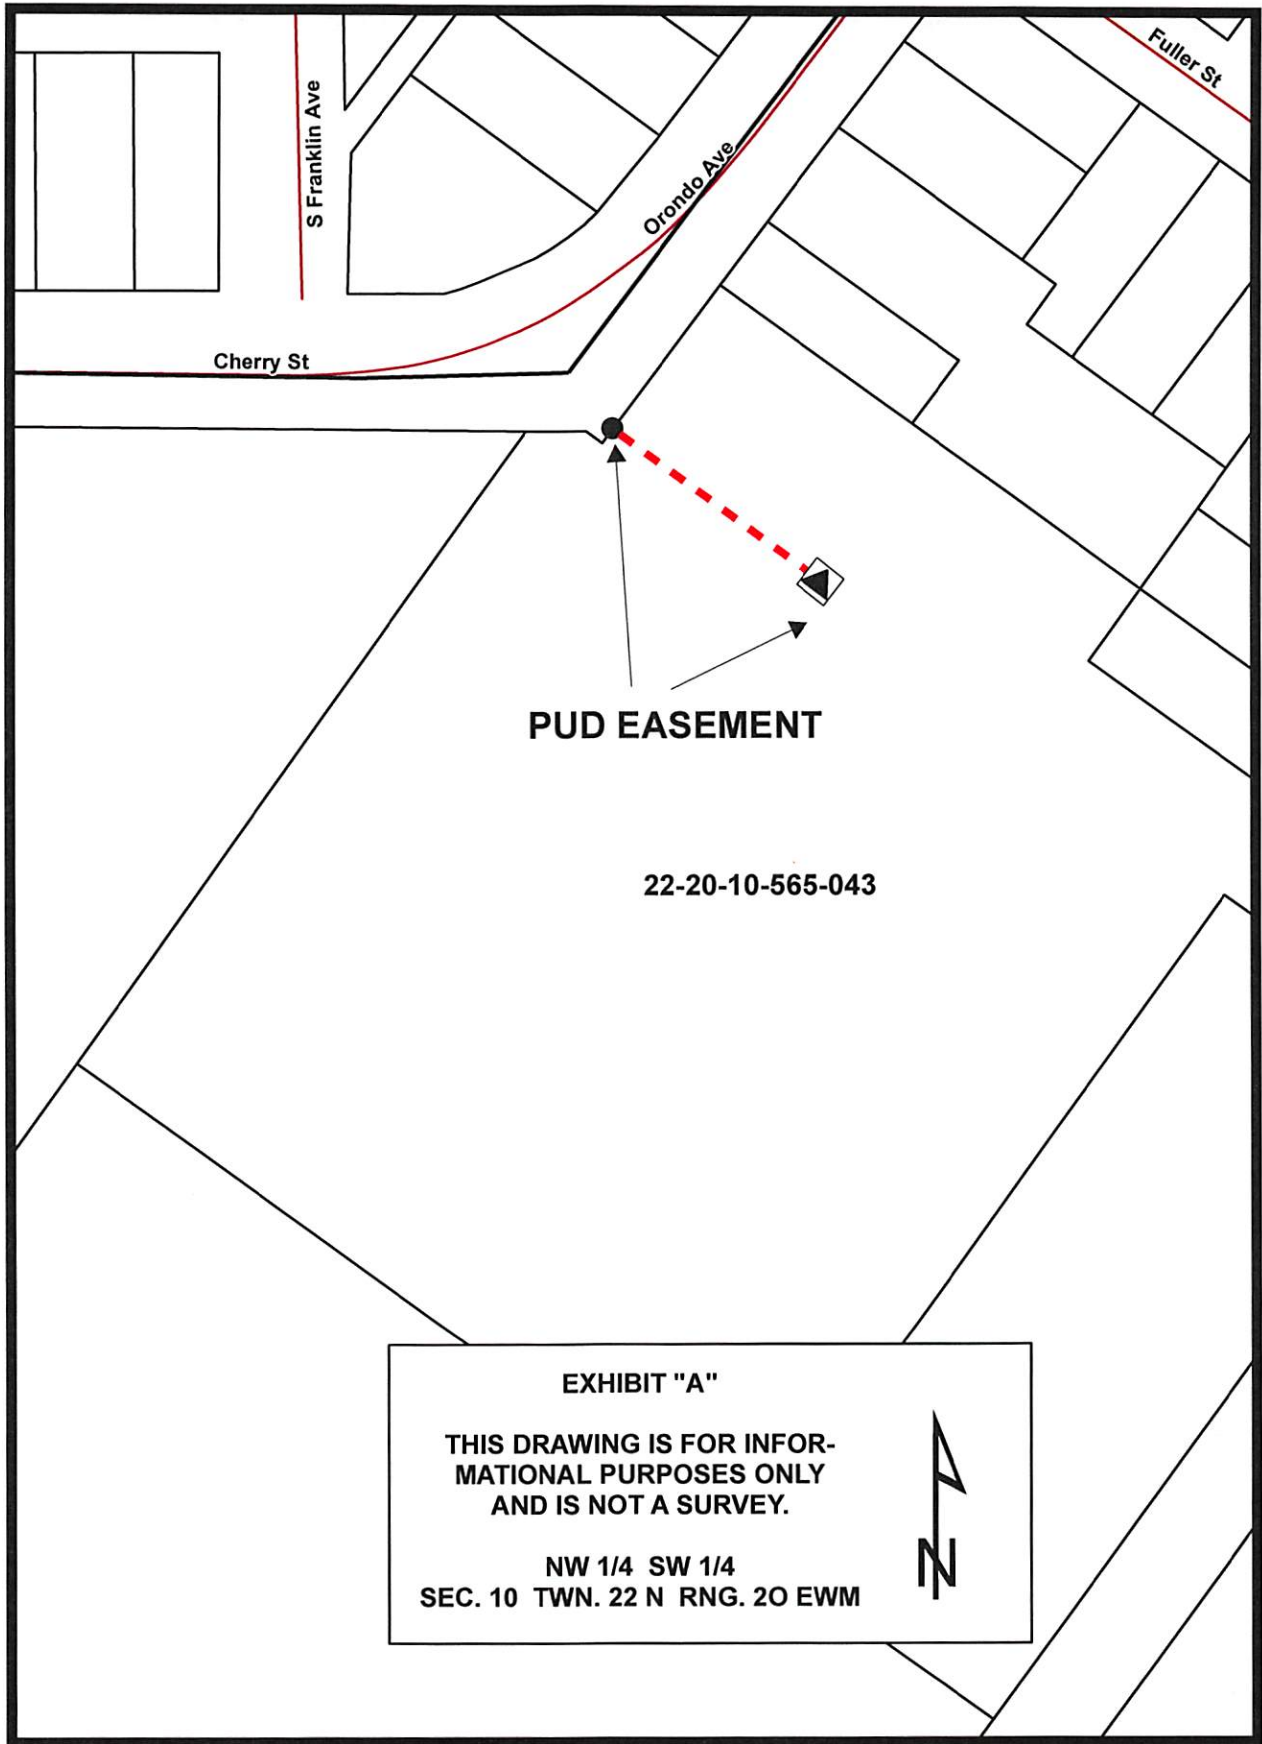 Fuller St
S Franklin Ave
Orondo Ave
Cherry St
PUD EASEMENT
22-20-10-565-043
EXHIBIT "A"
THIS DRAWING IS FOR INFOR-
MATIONAL PURPOSES ONLY
AND IS NOT A SURVEY.
NW 1/4 SW 1/4
SEC. 10 TWN. 22 N RNG. 2O EWM
N